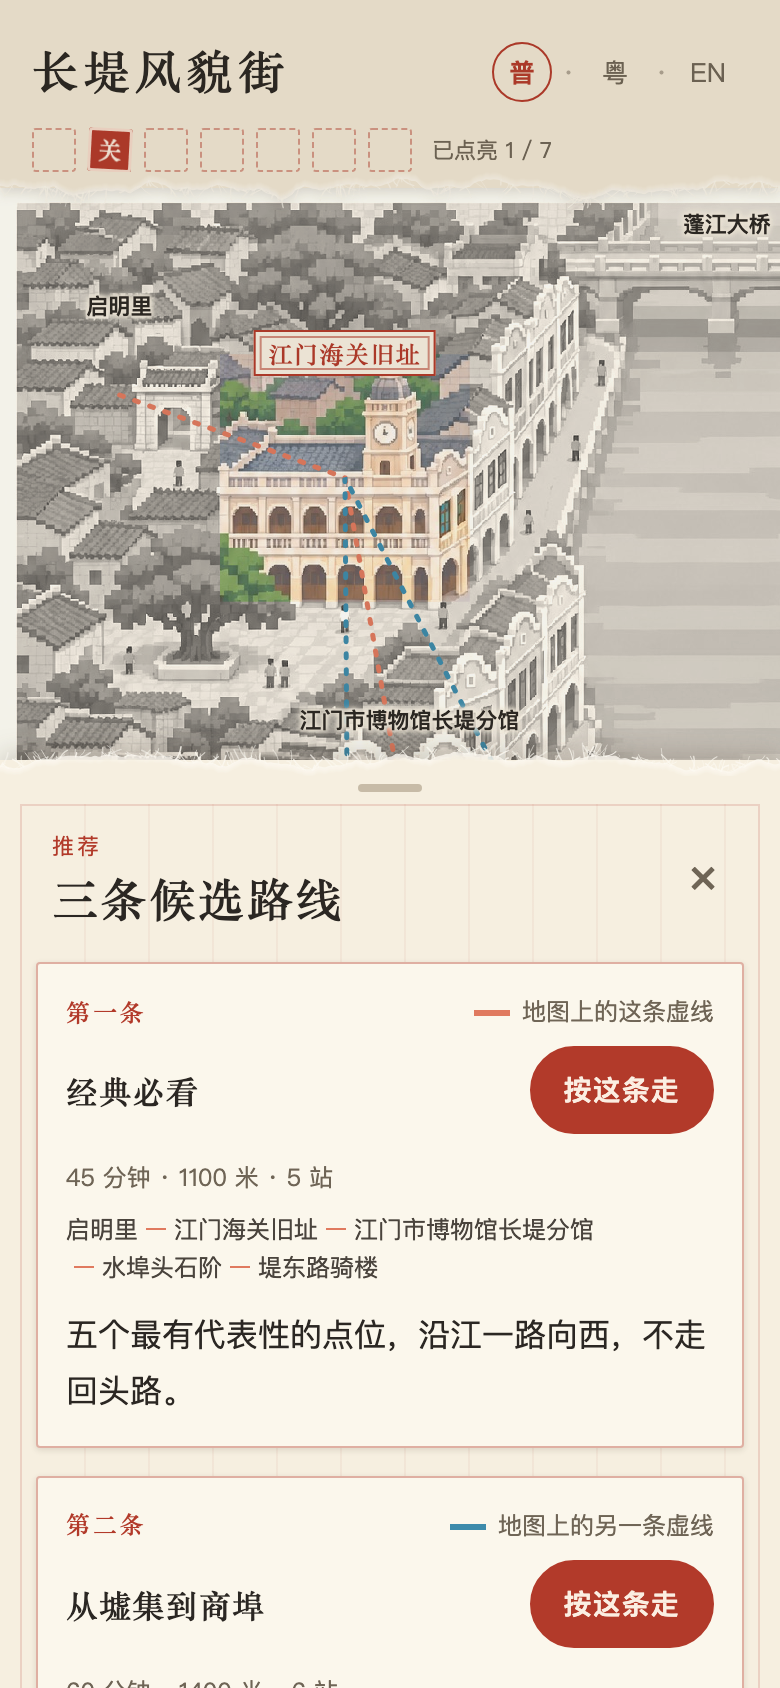 长堤风貌街
普 · 粤 · EN
关
已点亮 1 / 7
蓬江大桥
启明里
江门海关旧址
江门市博物馆长堤分馆
推荐
三条候选路线
×
第一条
地图上的这条虚线
经典必看
按这条走
45 分钟 · 1100 米 · 5 站
启明里 — 江门海关旧址 — 江门市博物馆长堤分馆
— 水埠头石阶 — 堤东路骑楼
五个最有代表性的点位，沿江一路向西，不走
回头路。
第二条
地图上的另一条虚线
从墟集到商埠
按这条走